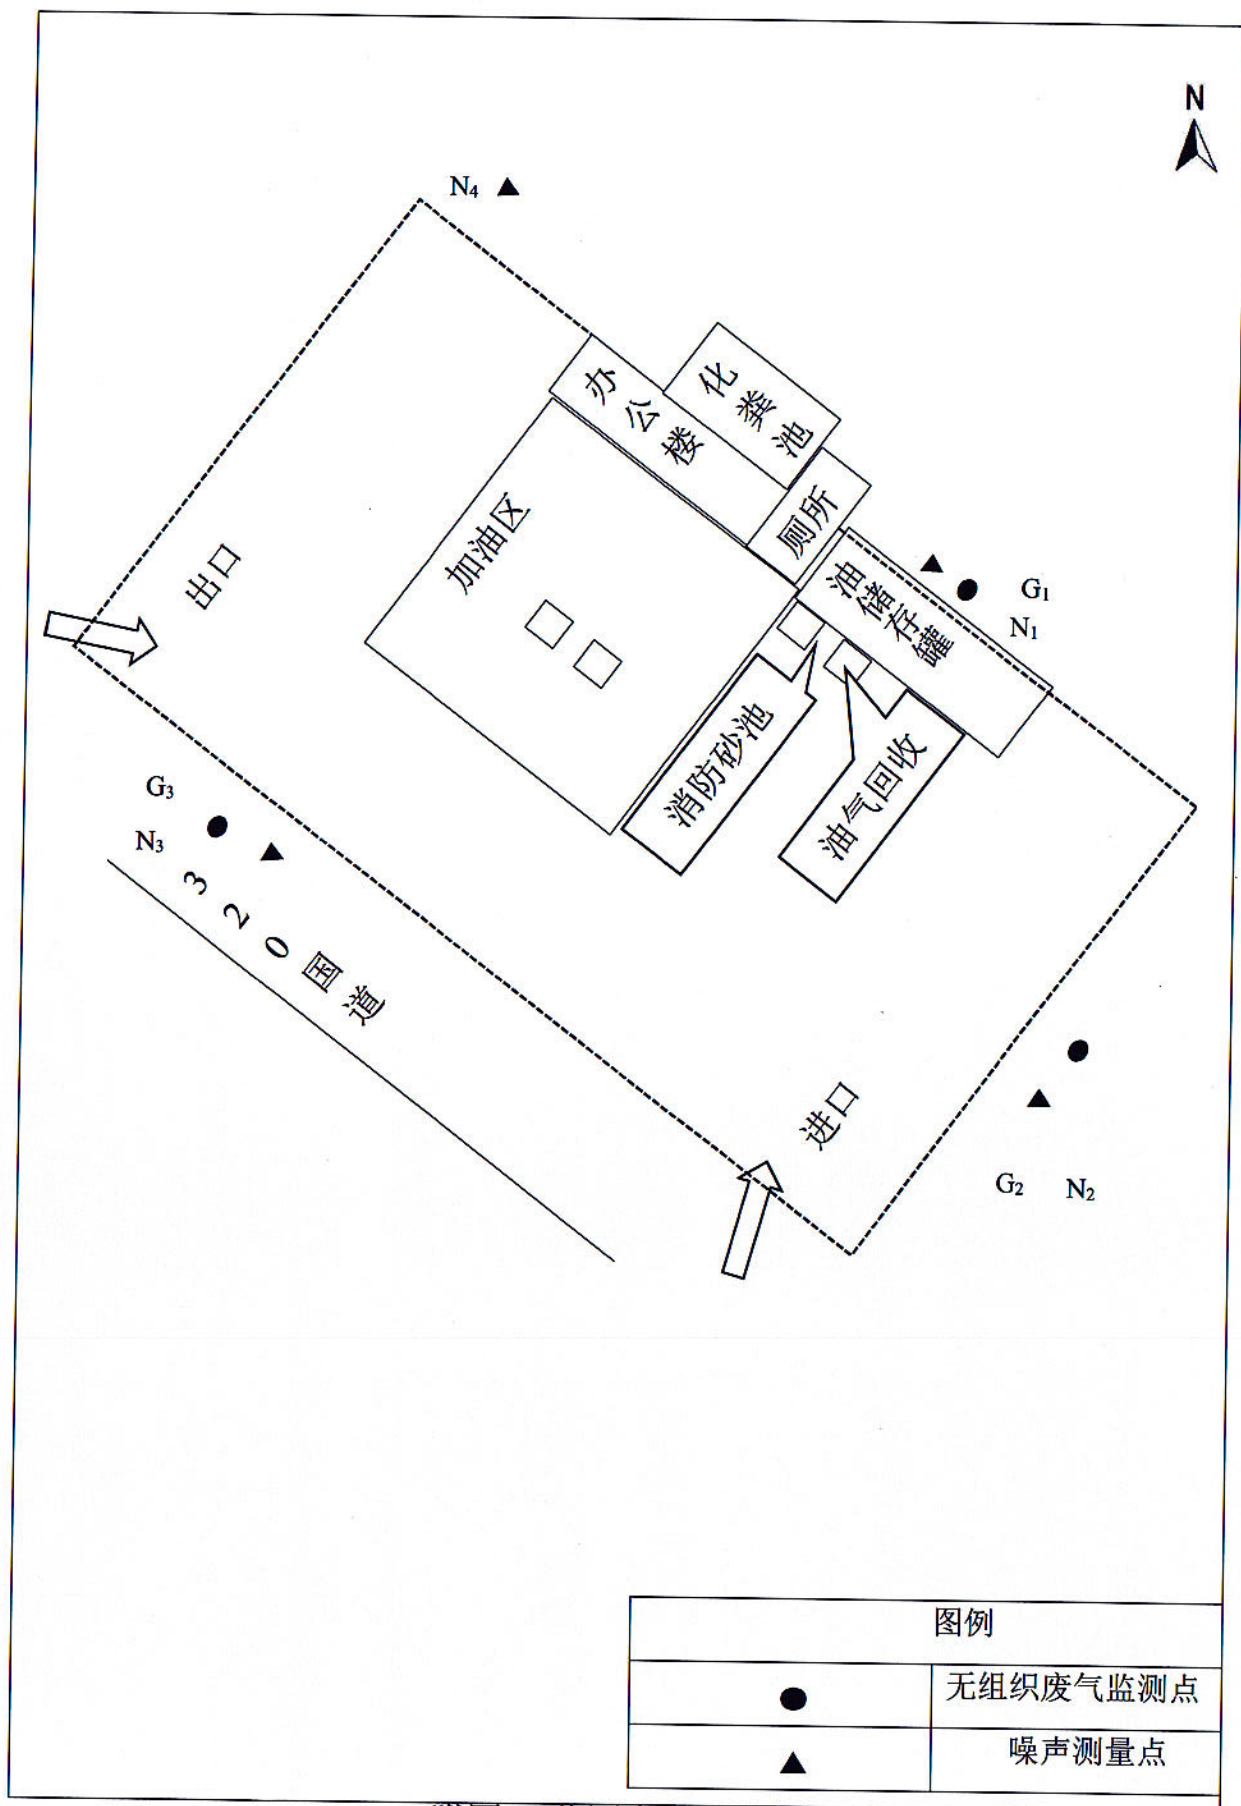 N
N₄
办公楼
化粪池
厕所
加油区
出口
油储存罐
G₁
N₁
消防砂池
油气回收
G₃
N₃
320国道
进口
G₂ N₂
图例
无组织废气监测点
噪声测量点